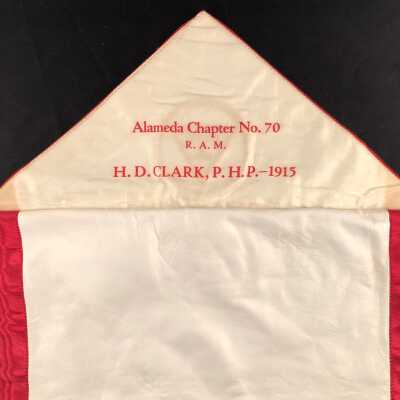 Alameda Chapter No. 70
R. A. M.
H. D. CLARK, P. H. P.–1915